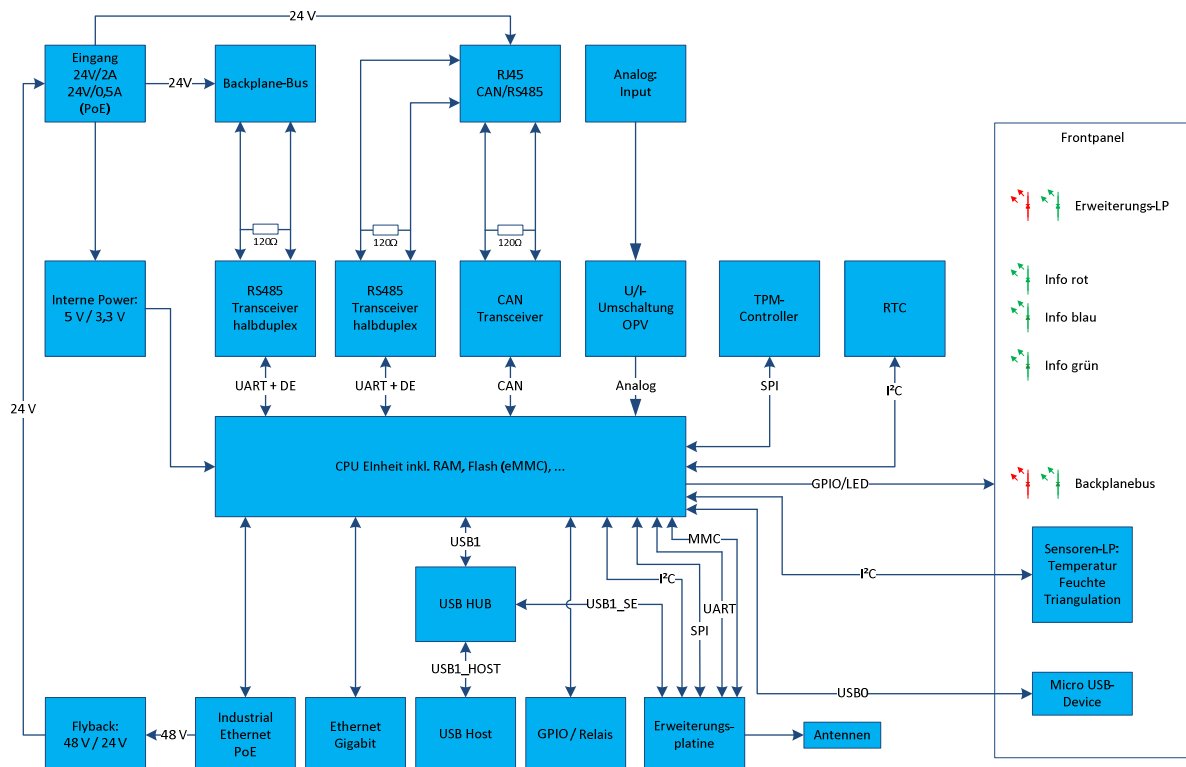 24 V
Eingang
24V/2A
24V/0,5A
(PoE)
24V
Backplane-Bus
RJ45
CAN/RS485
Analog:
Input
Frontpanel
Erweiterungs-LP
120Ω
120Ω
120Ω
Interne Power:
5 V / 3,3 V
RS485
Transceiver
halbduplex
RS485
Transceiver
halbduplex
CAN
Transceiver
U/I-
Umschaltung
OPV
TPM-
Controller
RTC
Info rot
Info blau
Info grün
UART + DE
UART + DE
CAN
Analog
SPI
I²C
24 V
CPU EInheit inkl. RAM, Flash (eMMC), ...
GPIO/LED
Backplanebus
USB1
MMC
I²C
I²C
Sensoren-LP:
Temperatur
Feuchte
Triangulation
USB HUB
USB1_SE
UART
SPI
USB1_HOST
USB0
Micro USB-
Device
Flyback:
48 V / 24 V
48 V
Industrial
Ethernet
PoE
Ethernet
Gigabit
USB Host
GPIO / Relais
Erweiterungs-
platine
Antennen